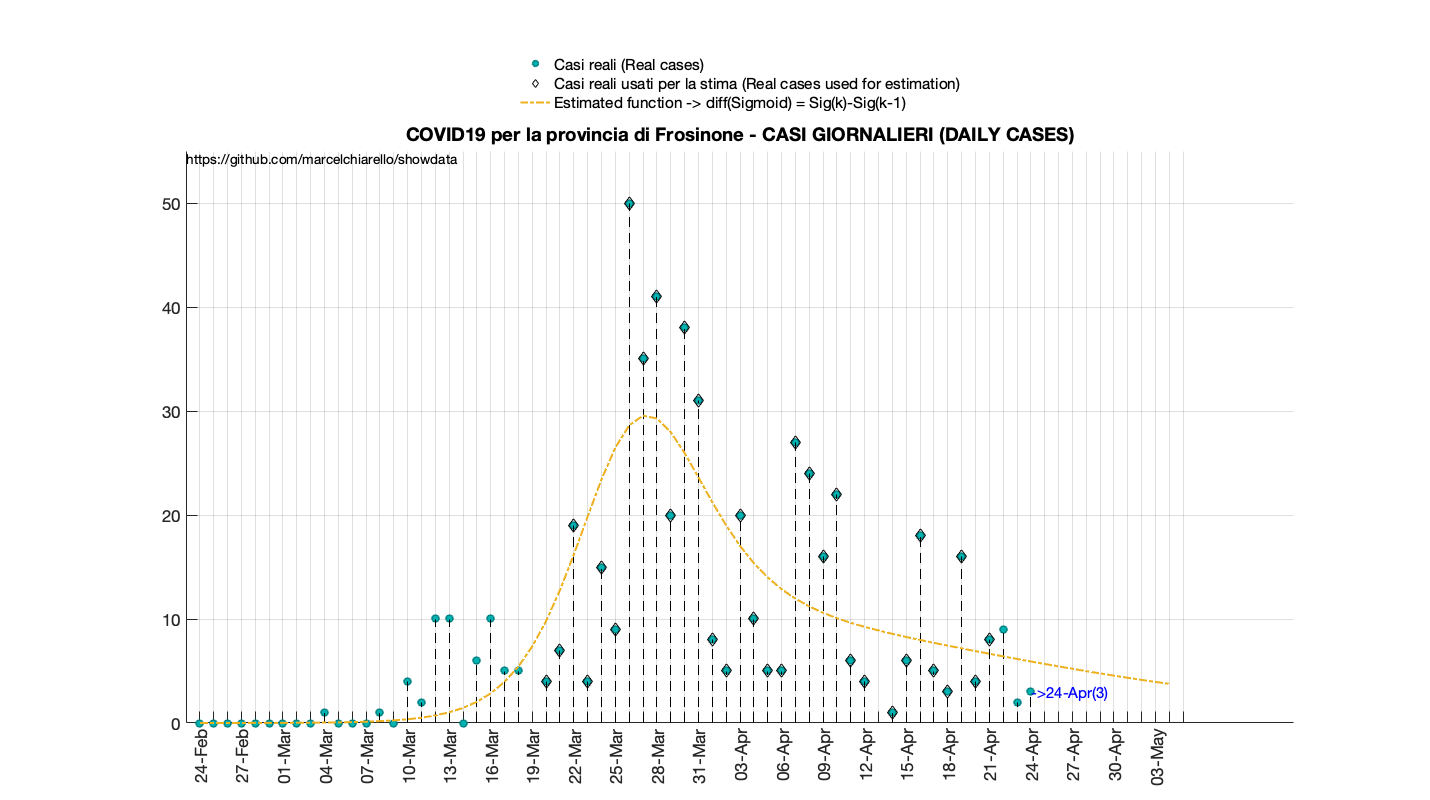 Casi reali (Real cases)
Casi reali usati per la stima (Real cases used for estimation)
Estimated function -> diff(Sigmoid) = Sig(k)-Sig(k-1)
COVID19 per la provincia di Frosinone - CASI GIORNALIERI (DAILY CASES)
https://github.com/marcelchiarello/showdata
50
40
30
20
10
0
->24-Apr(3)
24-Feb
27-Feb
01-Mar
04-Mar
07-Mar
10-Mar
13-Mar
16-Mar
19-Mar
22-Mar
25-Mar
28-Mar
31-Mar
03-Apr
06-Apr
09-Apr
12-Apr
15-Apr
18-Apr
21-Apr
24-Apr
27-Apr
30-Apr
03-May